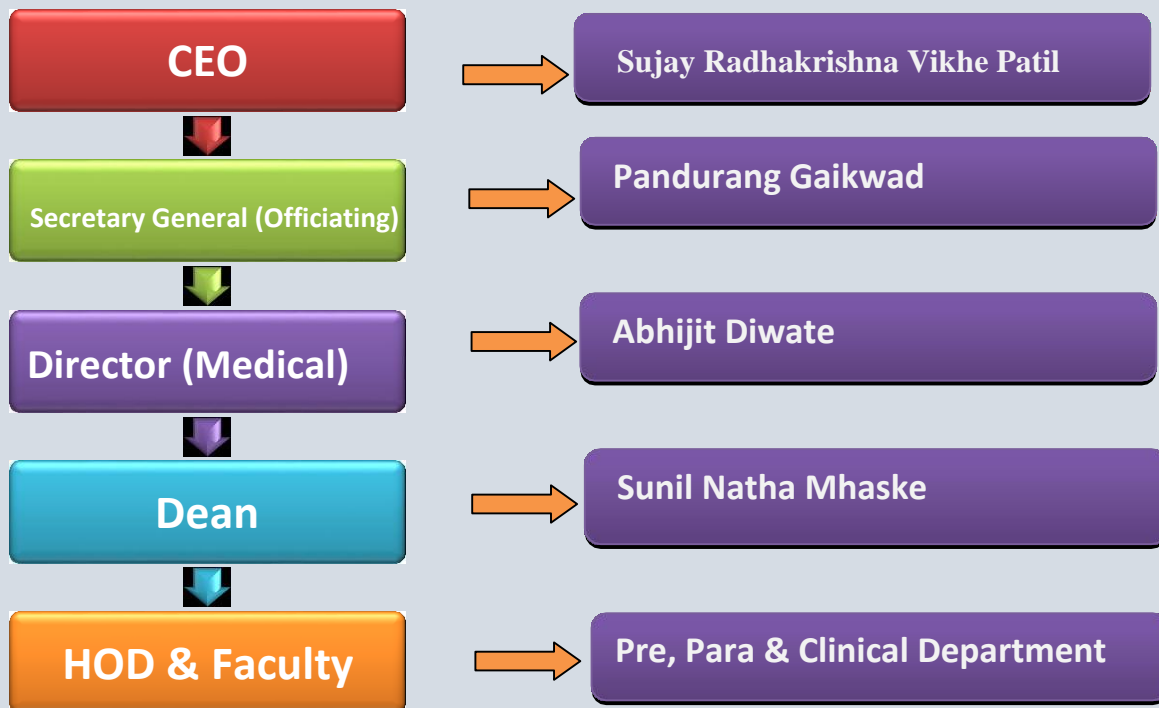 CEO
Sujay Radhakrishna Vikhe Patil
Secretary General (Officiating)
Pandurang Gaikwad
Director (Medical)
Abhijit Diwate
Dean
Sunil Natha Mhaske
HOD & Faculty
Pre, Para & Clinical Department